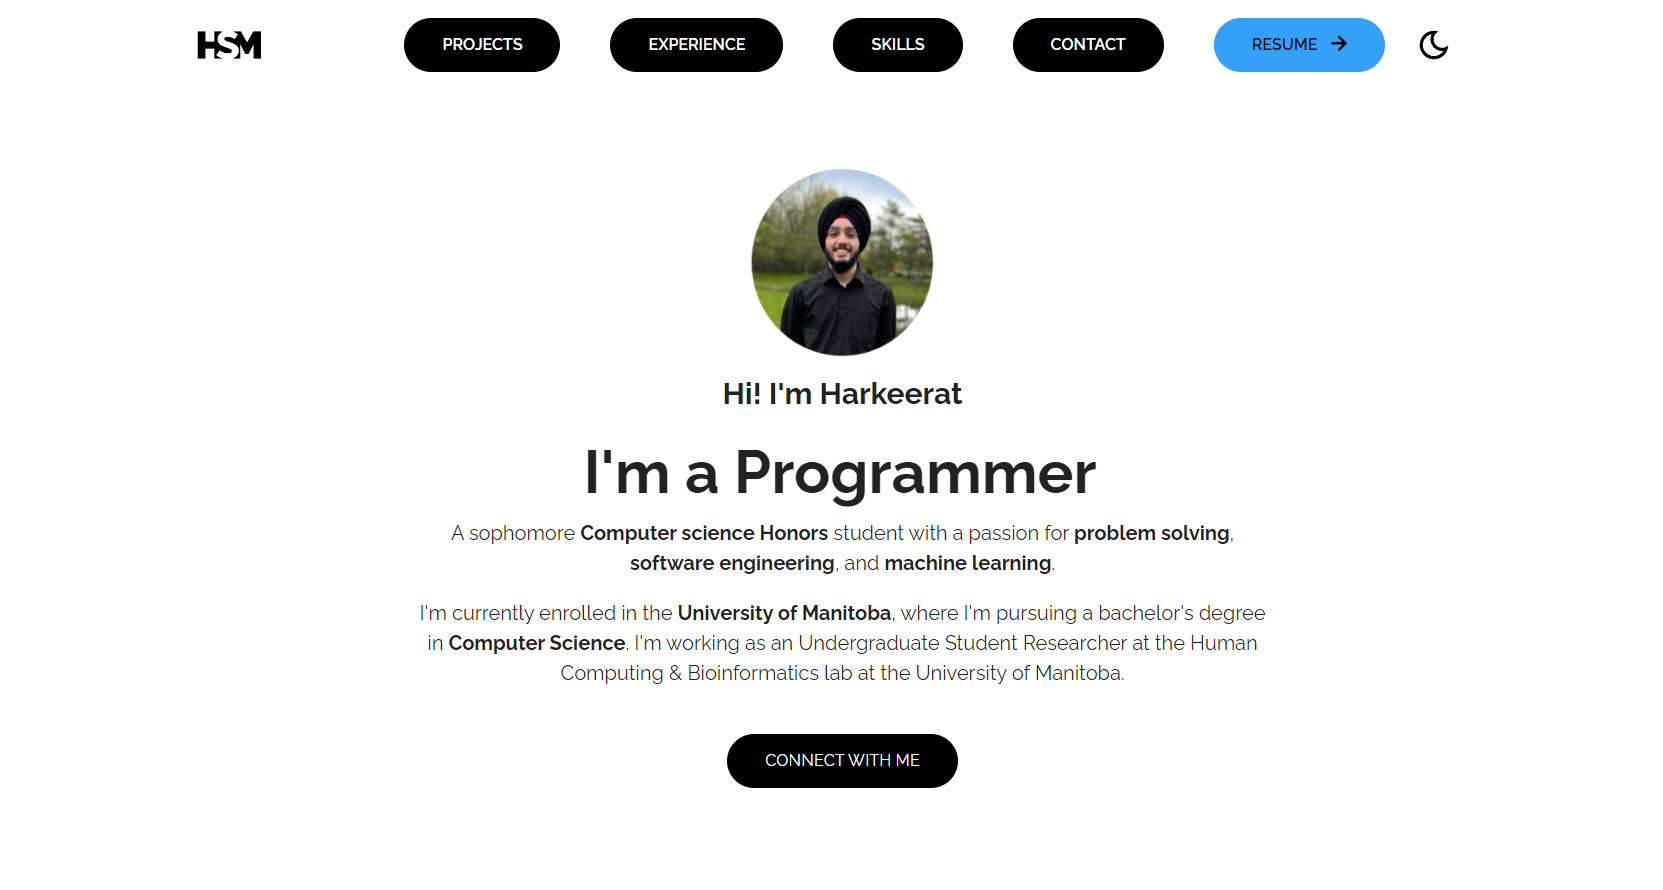 HSM
PROJECTS
EXPERIENCE
SKILLS
CONTACT
RESUME
Hi! I'm Harkeerat
I'm a Programmer
A sophomore Computer science Honors student with a passion for problem solving,
software engineering, and machine learning.
I'm currently enrolled in the University of Manitoba, where I'm pursuing a bachelor's degree
in Computer Science. I'm working as an Undergraduate Student Researcher at the Human
Computing & Bioinformatics lab at the University of Manitoba.
CONNECT WITH ME